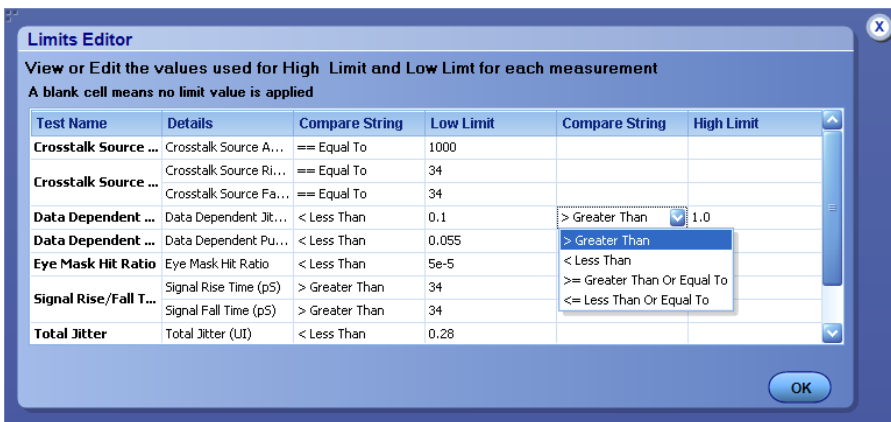 X
Limits Editor
View or Edit the values used for High Limit and Low Limt for each measurement
A blank cell means no limit value is applied
Test Name Details Compare String Low Limit Compare String High Limit
Crosstalk Source ... Crosstalk Source A... == Equal To 1000
Crosstalk Source ... Crosstalk Source Ri... == Equal To 34
Crosstalk Source Fa... == Equal To 34
Data Dependent ... Data Dependent Jit... < Less Than 0.1 > Greater Than 1.0
Data Dependent ... Data Dependent Pu... < Less Than 0.055
> Greater Than
Eye Mask Hit Ratio Eye Mask Hit Ratio < Less Than 5e-5
< Less Than
Signal Rise/Fall T... Signal Rise Time (pS) > Greater Than 34
>= Greater Than Or Equal To
Signal Fall Time (pS) > Greater Than 34
<= Less Than Or Equal To
Total Jitter Total Jitter (UI) < Less Than 0.28
OK